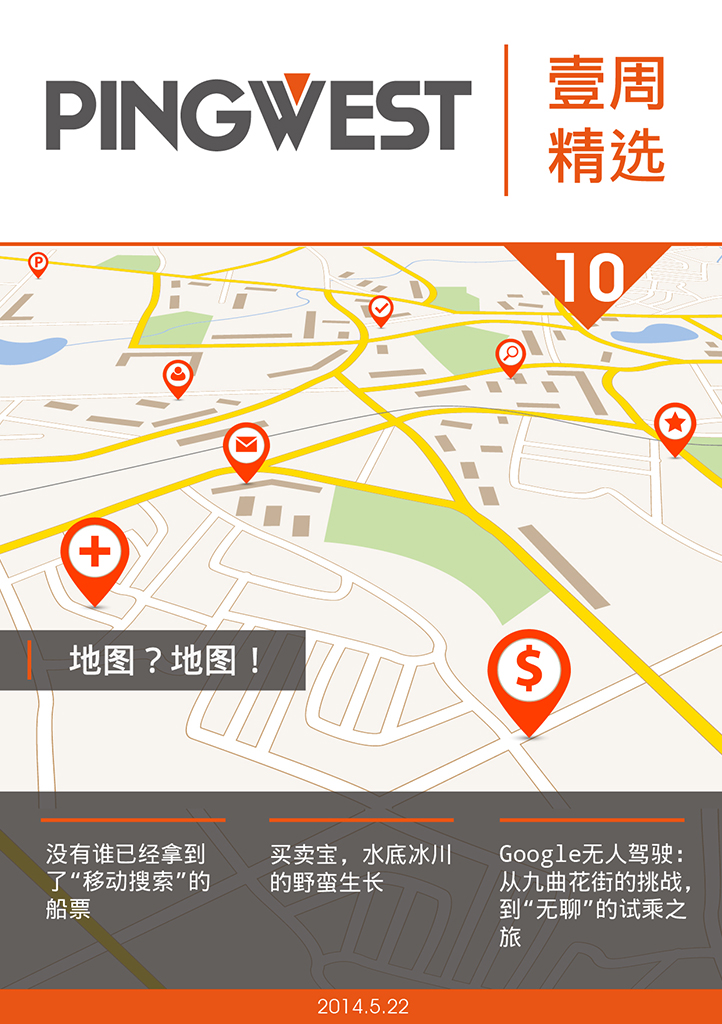 PINGWEST
壹周
精选
10
P
$
地图？地图！
没有谁已经拿到
了“移动搜索”的
船票
买卖宝，水底冰川
的野蛮生长
Google无人驾驶：
从九曲花街的挑战，
到“无聊”的试乘之
旅
2014.5.22